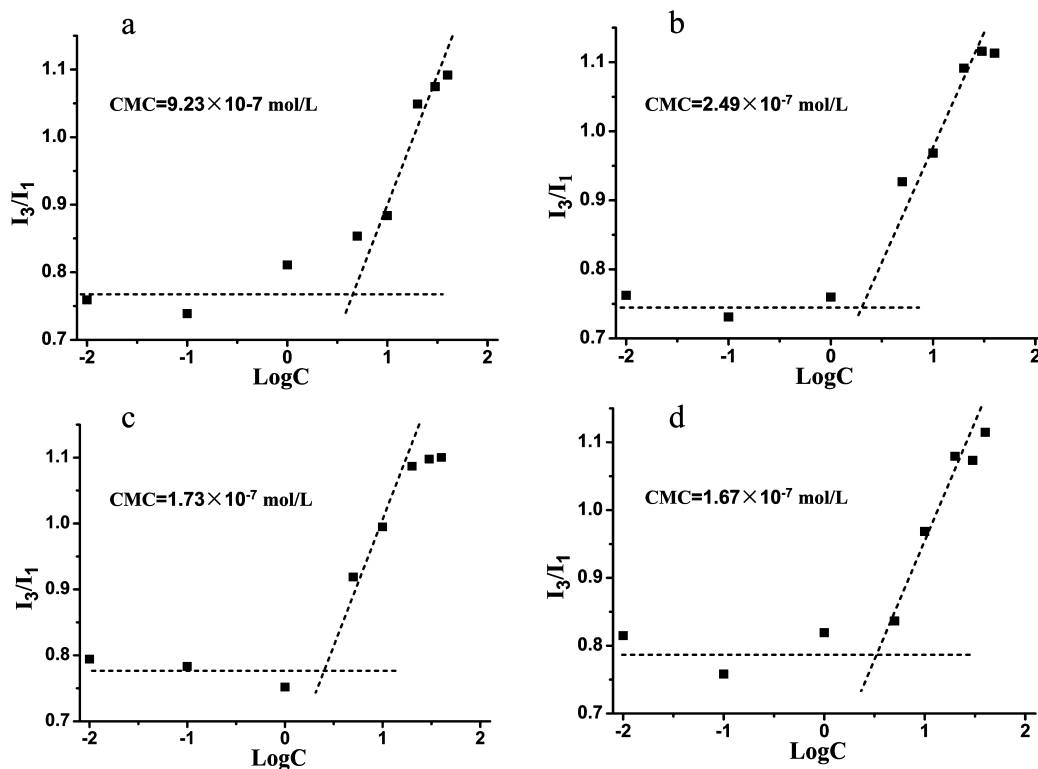 a
CMC=9.23×10-7 mol/L
I₃/I₁
1.1
1.0
0.9
0.8
0.7
-2 -1 0 1 2
LogC
b
CMC=2.49×10⁻⁷ mol/L
I₃/I₁
1.1
1.0
0.9
0.8
0.7
-2 -1 0 1 2
LogC
c
CMC=1.73×10⁻⁷ mol/L
I₃/I₁
1.1
1.0
0.9
0.8
0.7
-2 -1 0 1 2
LogC
d
CMC=1.67×10⁻⁷ mol/L
I₃/I₁
1.1
1.0
0.9
0.8
0.7
-2 -1 0 1 2
LogC